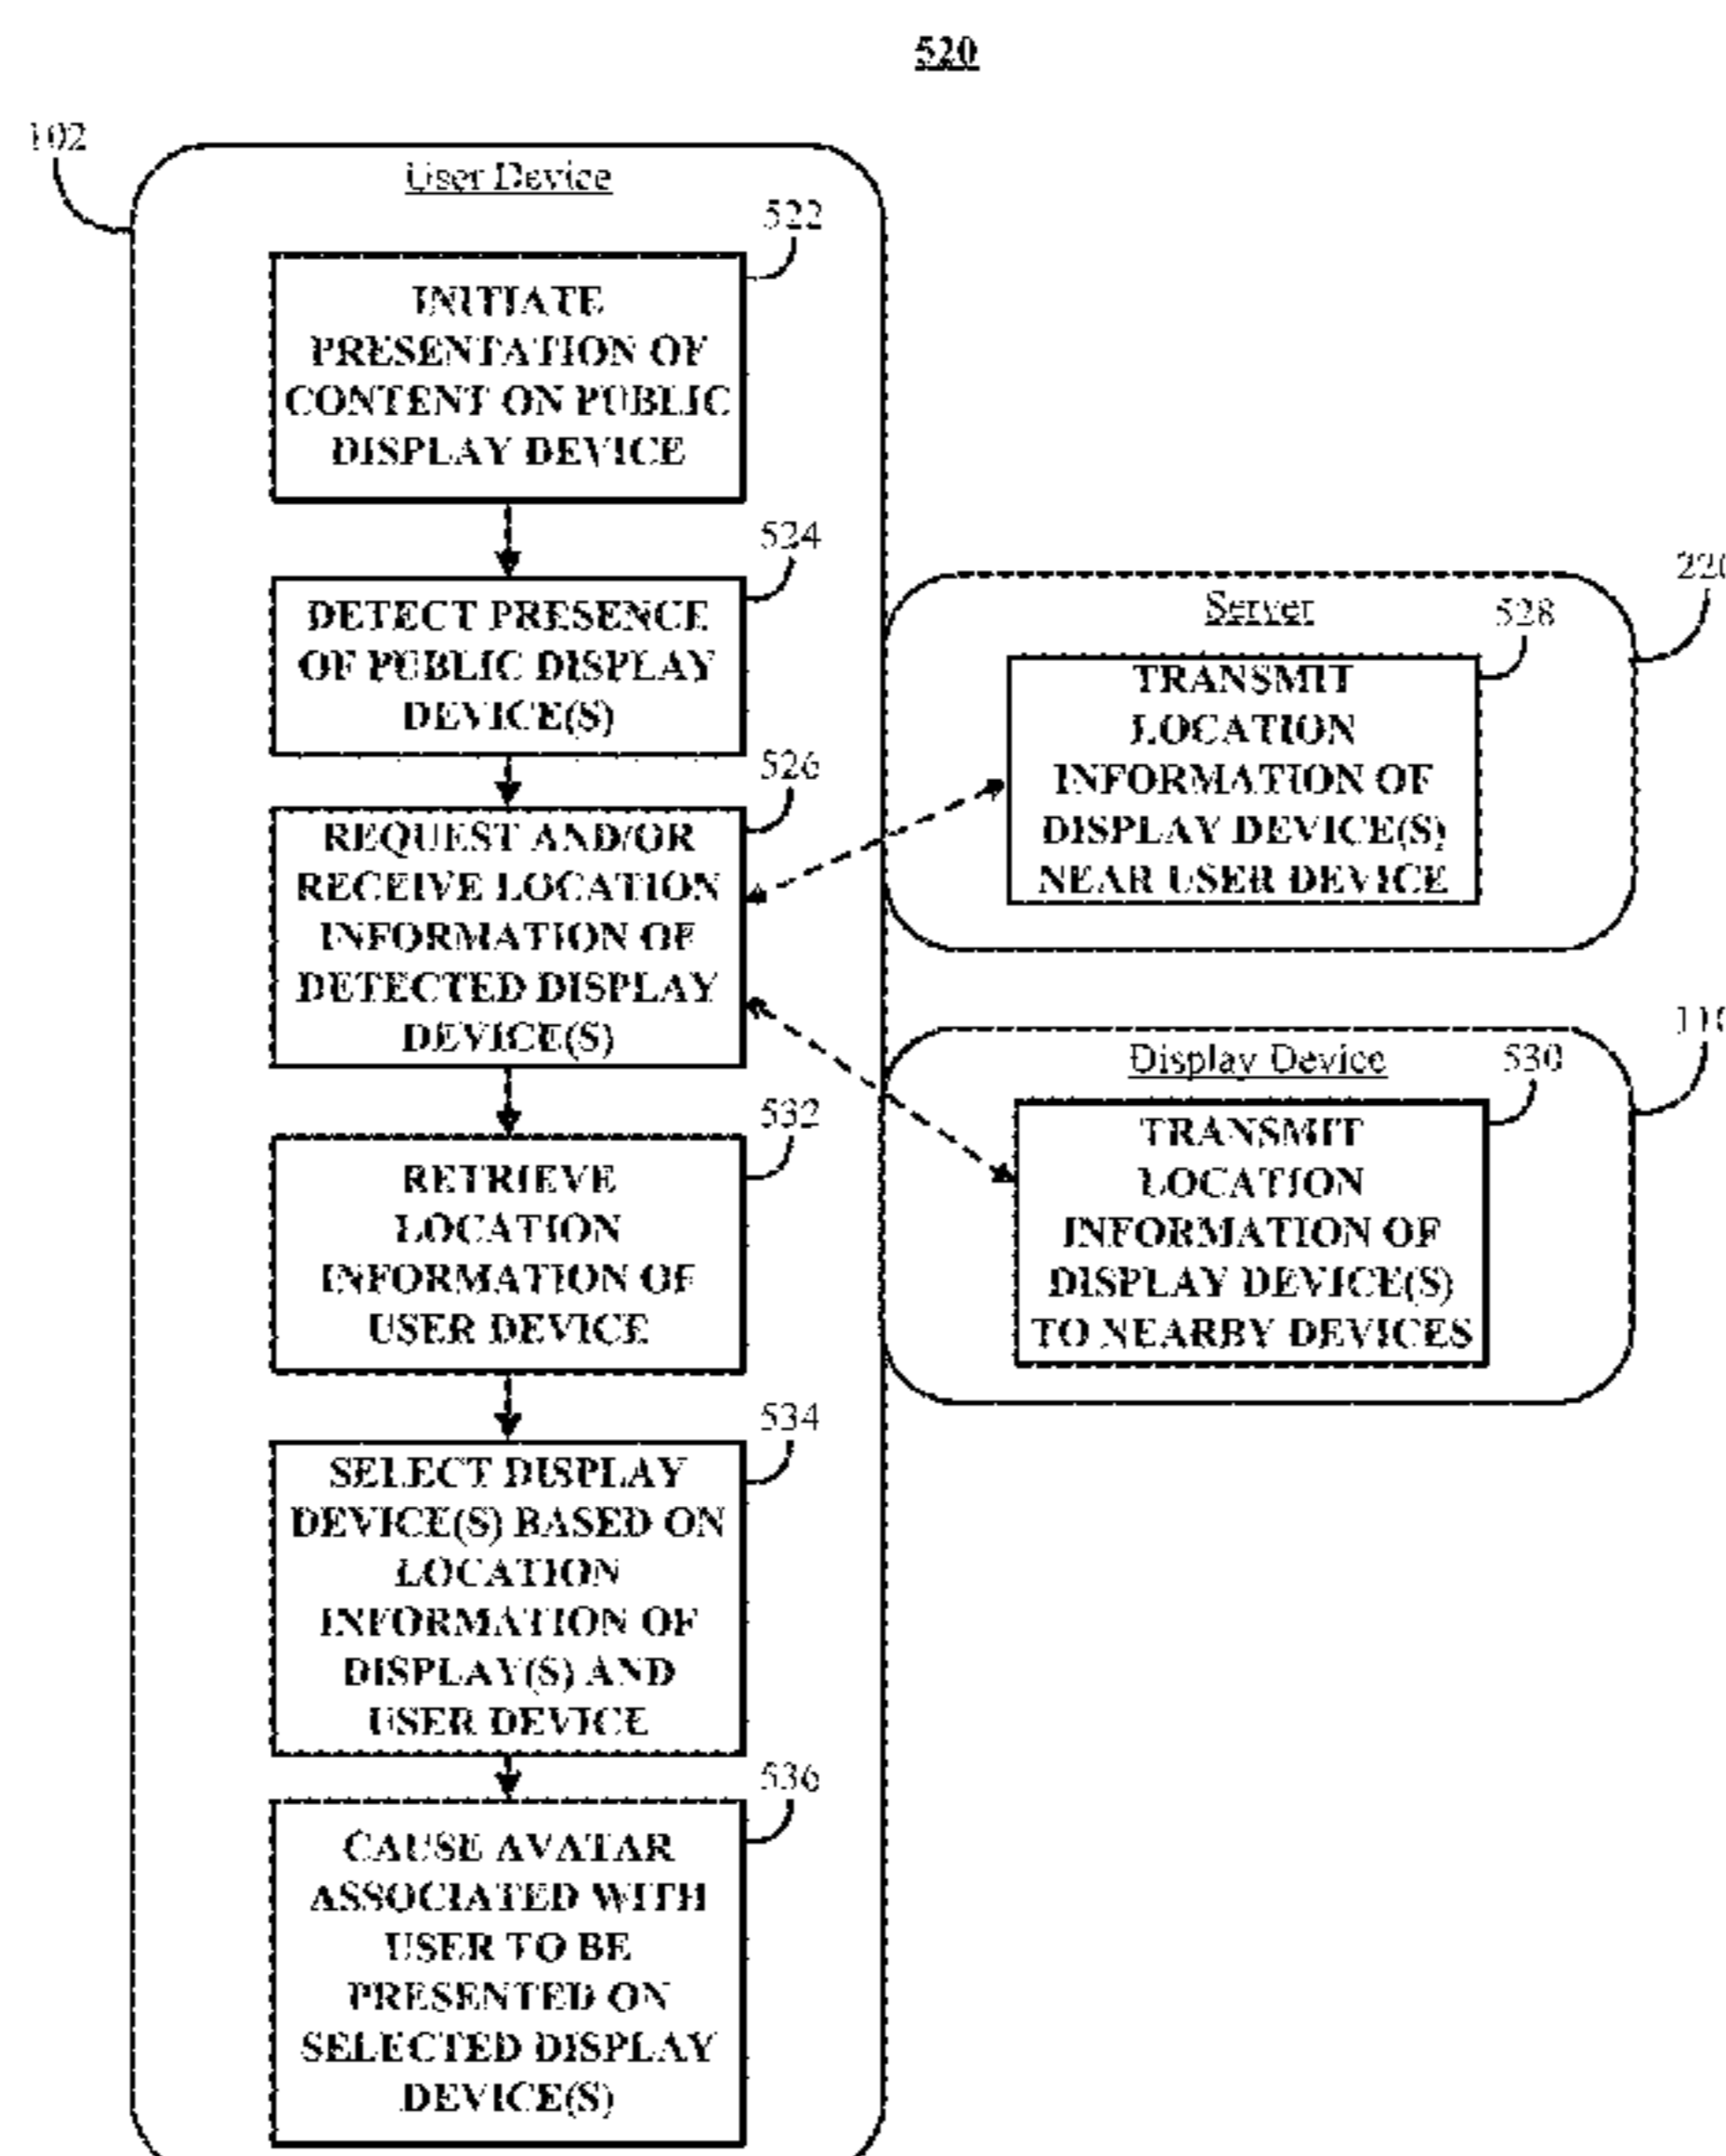 520
102
User Device
522
INITIATE
PRESENTATION OF
CONTENT ON PUBLIC
DISPLAY DEVICE
524
DETECT PRESENCE
OF PUBLIC DISPLAY
DEVICE(S)
526
REQUEST AND/OR
RECEIVE LOCATION
INFORMATION OF
DETECTED DISPLAY
DEVICE(S)
Server
220
528
TRANSMIT
LOCATION
INFORMATION OF
DISPLAY DEVICE(S)
NEAR USER DEVICE
Display Device
110
530
TRANSMIT
LOCATION
INFORMATION OF
DISPLAY DEVICE(S)
TO NEARBY DEVICES
532
RETRIEVE
LOCATION
INFORMATION OF
USER DEVICE
534
SELECT DISPLAY
DEVICE(S) BASED ON
LOCATION
INFORMATION OF
DISPLAY(S) AND
USER DEVICE
536
CAUSE AVATAR
ASSOCIATED WITH
USER TO BE
PRESENTED ON
SELECTED DISPLAY
DEVICE(S)